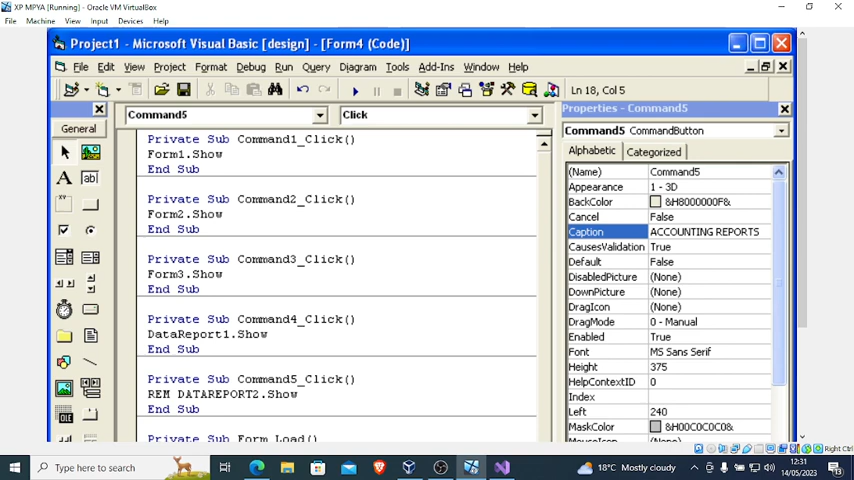 XP MPYA [Running] - Oracle VM VirtualBox
File Machine View Input Devices Help
Project1 - Microsoft Visual Basic [design] - [Form4 (Code)]
File Edit View Project Format Debug Run Query Diagram Tools Add-Ins Window Help
Ln 18, Col 5
General
Command5 Click
Private Sub Command1_Click()
Form1.Show
End Sub
Private Sub Command2_Click()
Form2.Show
End Sub
Private Sub Command3_Click()
Form3.Show
End Sub
Private Sub Command4_Click()
DataReport1.Show
End Sub
Private Sub Command5_Click()
REM DATAREPORT2.Show
End Sub
Private Sub Form_Load()
Properties - Command5
Command5 CommandButton
Alphabetic Categorized
(Name) Command5
Appearance 1 - 3D
BackColor &H8000000F&
Cancel False
Caption ACCOUNTING REPORTS
CausesValidation True
Default False
DisabledPicture (None)
DownPicture (None)
DragIcon (None)
DragMode 0 - Manual
Enabled True
Font MS Sans Serif
Height 375
HelpContextID 0
Index
Left 240
MaskColor &H00C0C0C0&
MouseIcon (None)
Right Ctrl
Type here to search
18°C Mostly cloudy
12:31
14/05/2023
13